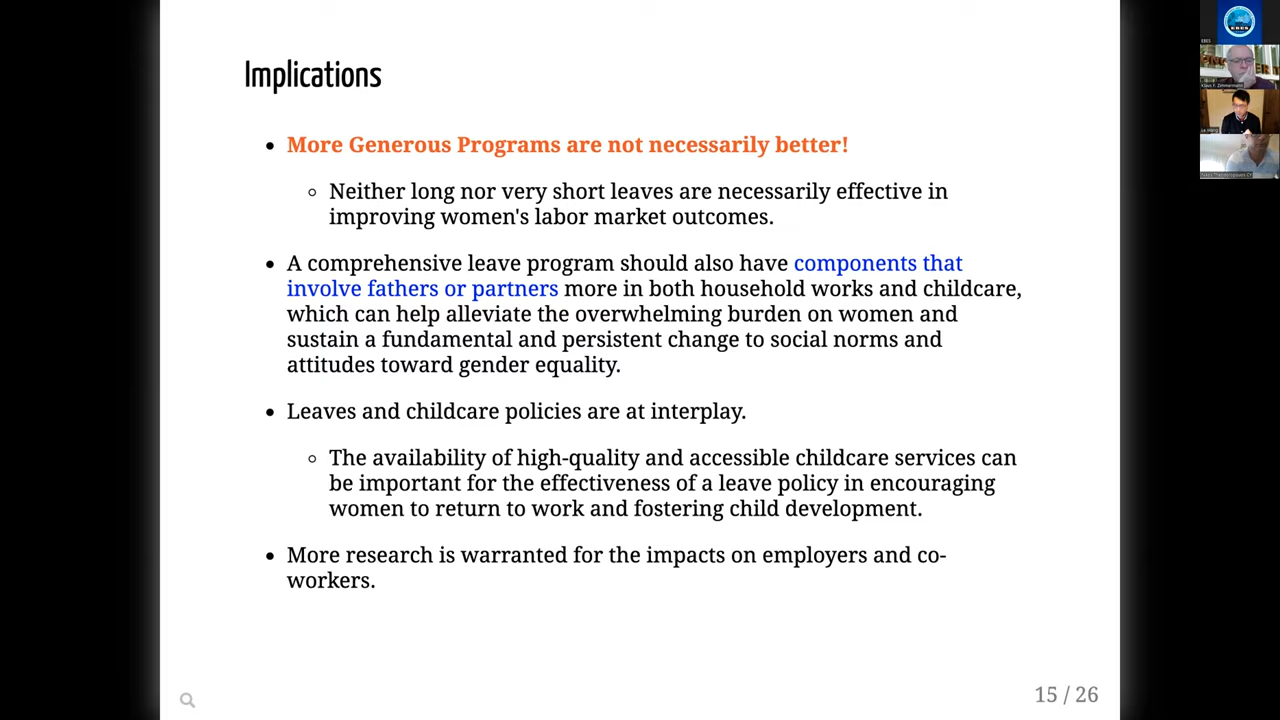 Implications
• More Generous Programs are not necessarily better!
◦ Neither long nor very short leaves are necessarily effective in
improving women's labor market outcomes.
• A comprehensive leave program should also have components that
involve fathers or partners more in both household works and childcare,
which can help alleviate the overwhelming burden on women and
sustain a fundamental and persistent change to social norms and
attitudes toward gender equality.
• Leaves and childcare policies are at interplay.
◦ The availability of high-quality and accessible childcare services can
be important for the effectiveness of a leave policy in encouraging
women to return to work and fostering child development.
• More research is warranted for the impacts on employers and co-
workers.
15 / 26
EBES
EBES
Klaus F. Zimmermann